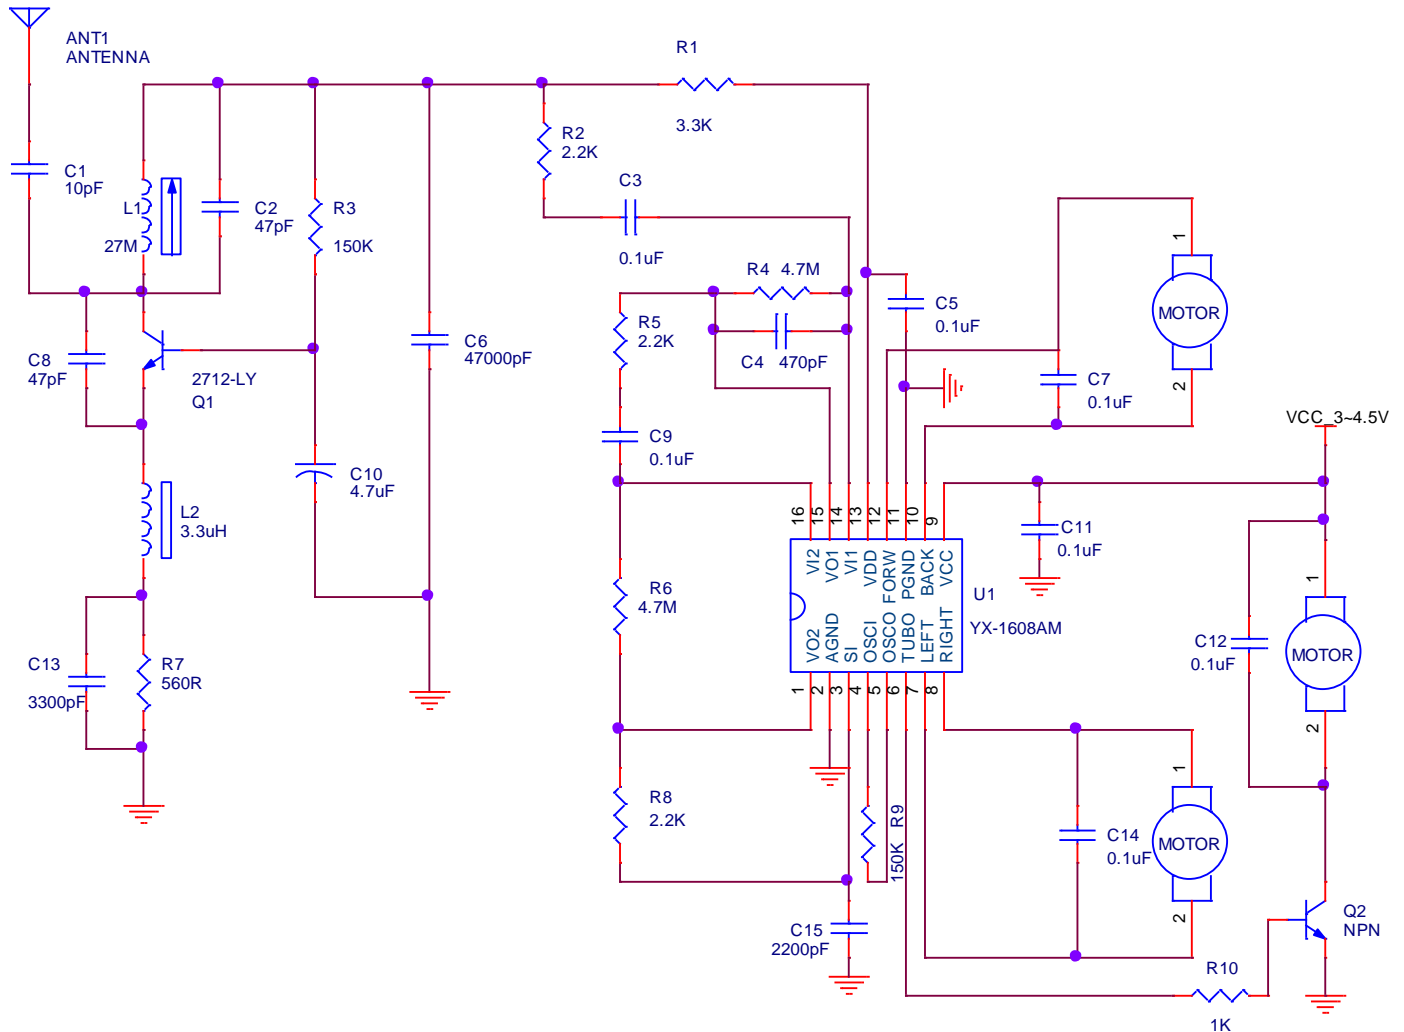 ANT1
ANTENNA
R1
3.3K
R2
2.2K
C1
10pF
C3
0.1uF
L1
27M
C2
47pF
R3
150K
R4 4.7M
C5
0.1uF
R5
2.2K
C4 470pF
1
MOTOR
2
C6
47000pF
C8
47pF
2712-LY
Q1
C7
0.1uF
VCC_3~4.5V
C9
0.1uF
C10
4.7uF
L2
3.3uH
16
15
14
13
12
11
10
9
C11
0.1uF
VI2
VO1
VI1
VDD
FORW
PGND
BACK
VCC
U1
YX-1608AM
VO2
AGND
SI
OSCI
OSCO
TUBO
LEFT
RIGHT
1
2
3
4
5
6
7
8
R6
4.7M
1
MOTOR
2
C12
0.1uF
C13
3300pF
R7
560R
R8
2.2K
R9
150K
1
MOTOR
2
C14
0.1uF
C15
2200pF
Q2
NPN
R10
1K